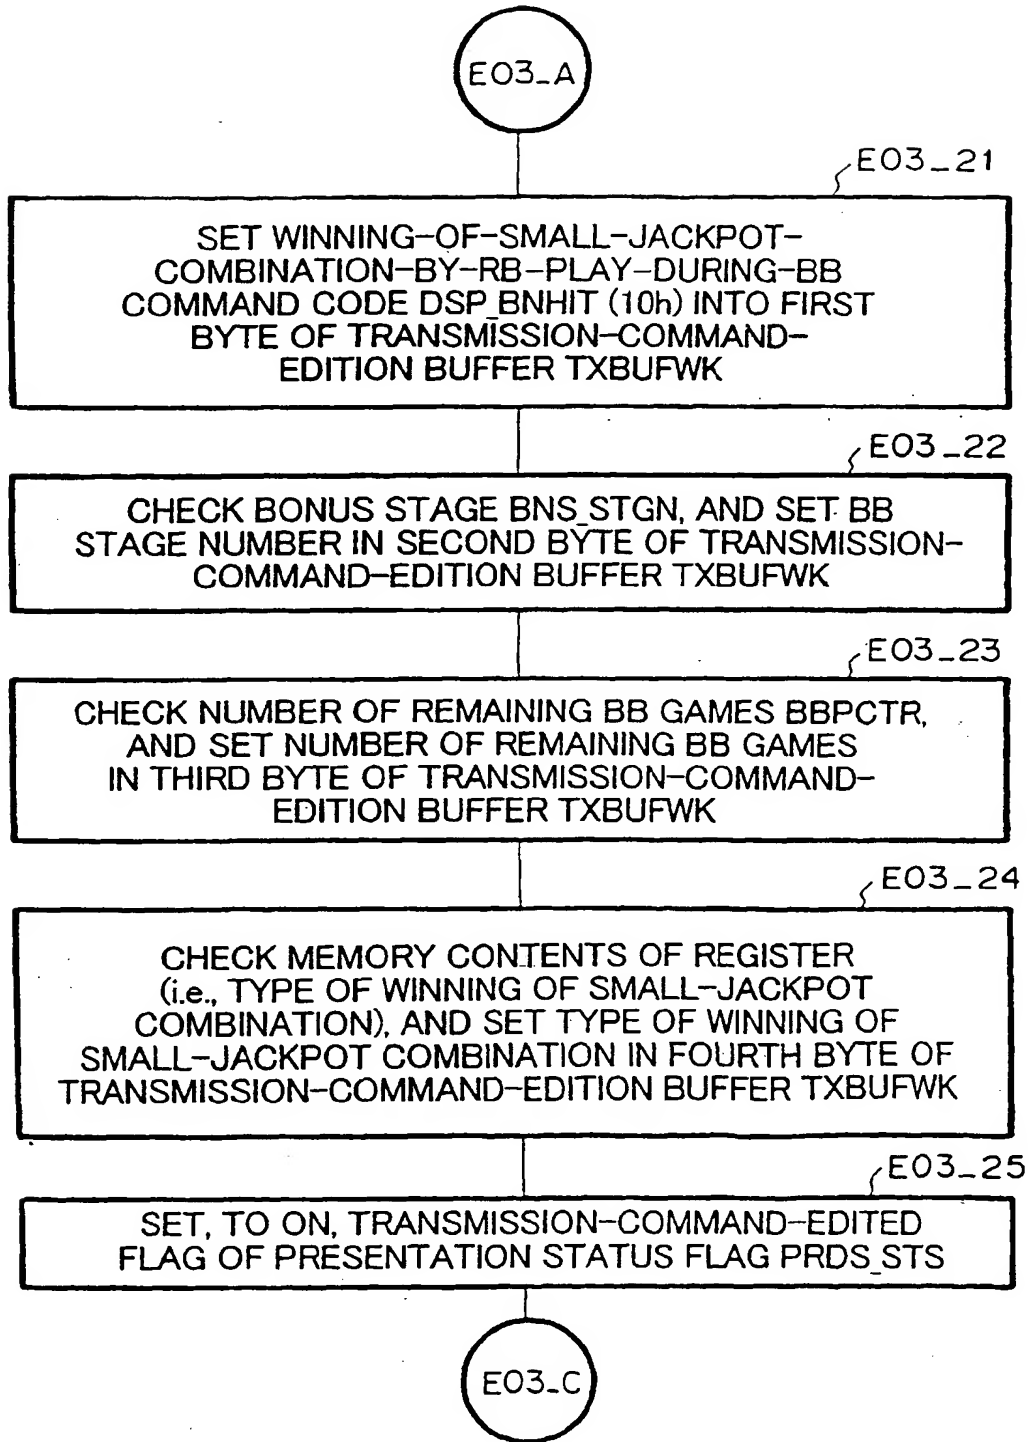 E03_A
E03_21
SET WINNING-OF-SMALL-JACKPOT-
COMBINATION-BY-RB-PLAY-DURING-BB
COMMAND CODE DSP_BNHIT (10h) INTO FIRST
BYTE OF TRANSMISSION-COMMAND-
EDITION BUFFER TXBUFWK
E03_22
CHECK BONUS STAGE BNS_STGN, AND SET BB
STAGE NUMBER IN SECOND BYTE OF TRANSMISSION-
COMMAND-EDITION BUFFER TXBUFWK
E03_23
CHECK NUMBER OF REMAINING BB GAMES BBPCTR,
AND SET NUMBER OF REMAINING BB GAMES
IN THIRD BYTE OF TRANSMISSION-COMMAND-
EDITION BUFFER TXBUFWK
E03_24
CHECK MEMORY CONTENTS OF REGISTER
(i.e., TYPE OF WINNING OF SMALL-JACKPOT
COMBINATION), AND SET TYPE OF WINNING OF
SMALL-JACKPOT COMBINATION IN FOURTH BYTE OF
TRANSMISSION-COMMAND-EDITION BUFFER TXBUFWK
E03_25
SET, TO ON, TRANSMISSION-COMMAND-EDITED
FLAG OF PRESENTATION STATUS FLAG PRDS_STS
E03_C